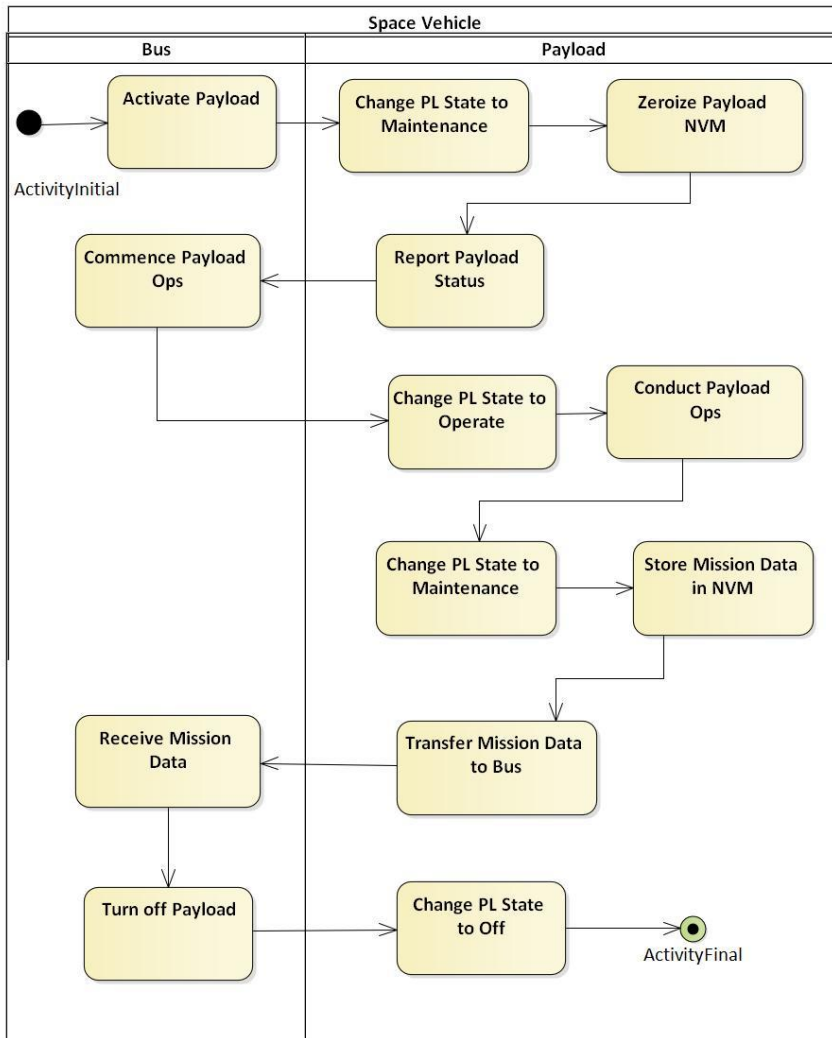 Space Vehicle
Bus
Payload
Activate Payload
Change PL State to
Maintenance
Zeroize Payload
NVM
ActivityInitial
Commence Payload
Ops
Report Payload
Status
Change PL State to
Operate
Conduct Payload
Ops
Change PL State to
Maintenance
Store Mission Data
in NVM
Receive Mission
Data
Transfer Mission Data
to Bus
Turn off Payload
Change PL State
to Off
ActivityFinal